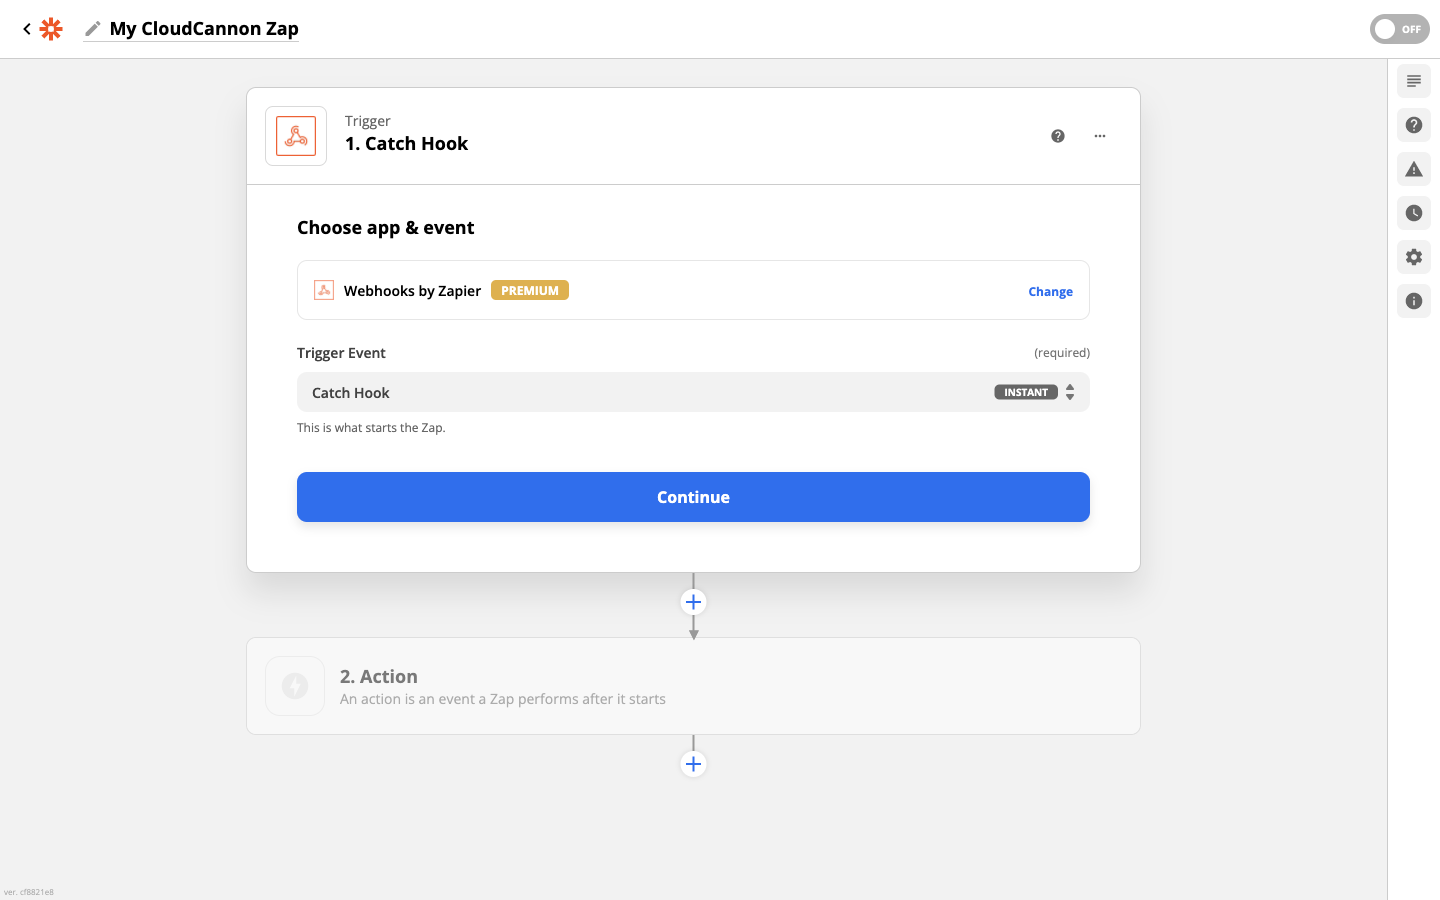 My CloudCannon Zap
OFF
Trigger
1. Catch Hook
Choose app & event
Webhooks by Zapier PREMIUM Change
Trigger Event (required)
Catch Hook INSTANT
This is what starts the Zap.
Continue
2. Action
An action is an event a Zap performs after it starts
ver. cf8821e8